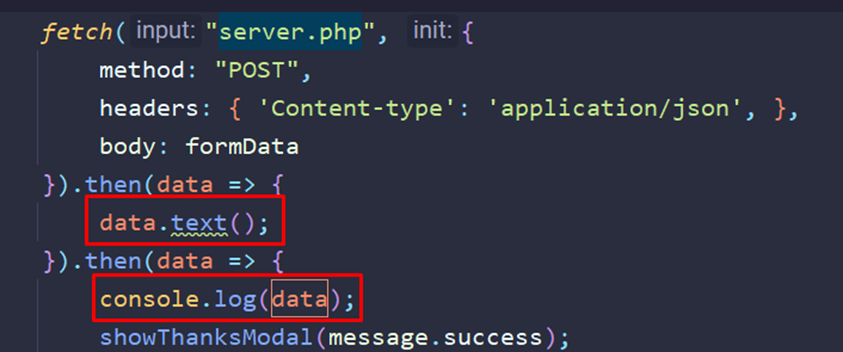 fetch( input: "server.php", init: {
method: "POST",
headers: { 'Content-type': 'application/json', },
body: formData
}).then(data => {
data.text();
}).then(data => {
console.log(data);
showThanksModal(message.success);